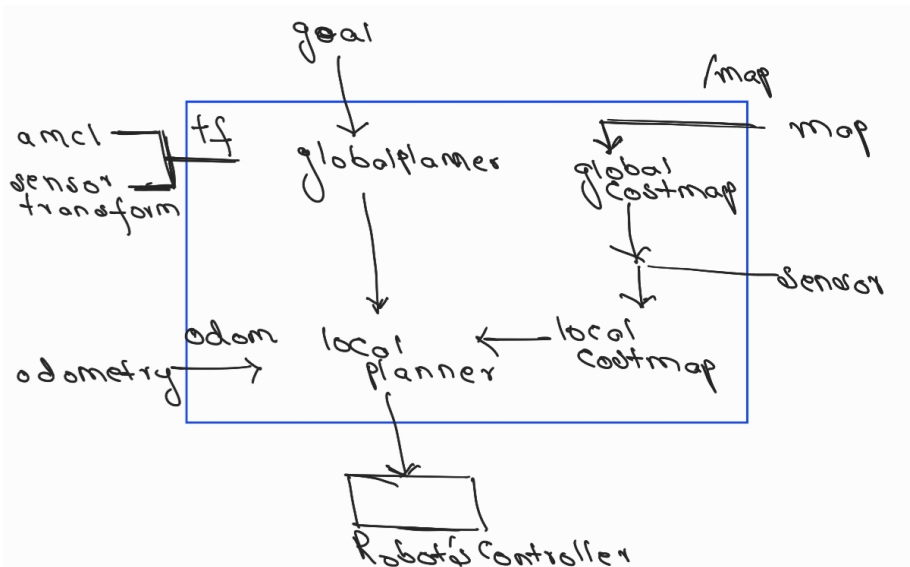 goal
/map
amcl
tf
map
globalplanner
global
costmap
sensor
transform
sensor
odom
local
planner
local
costmap
odometry
Robot's Controller